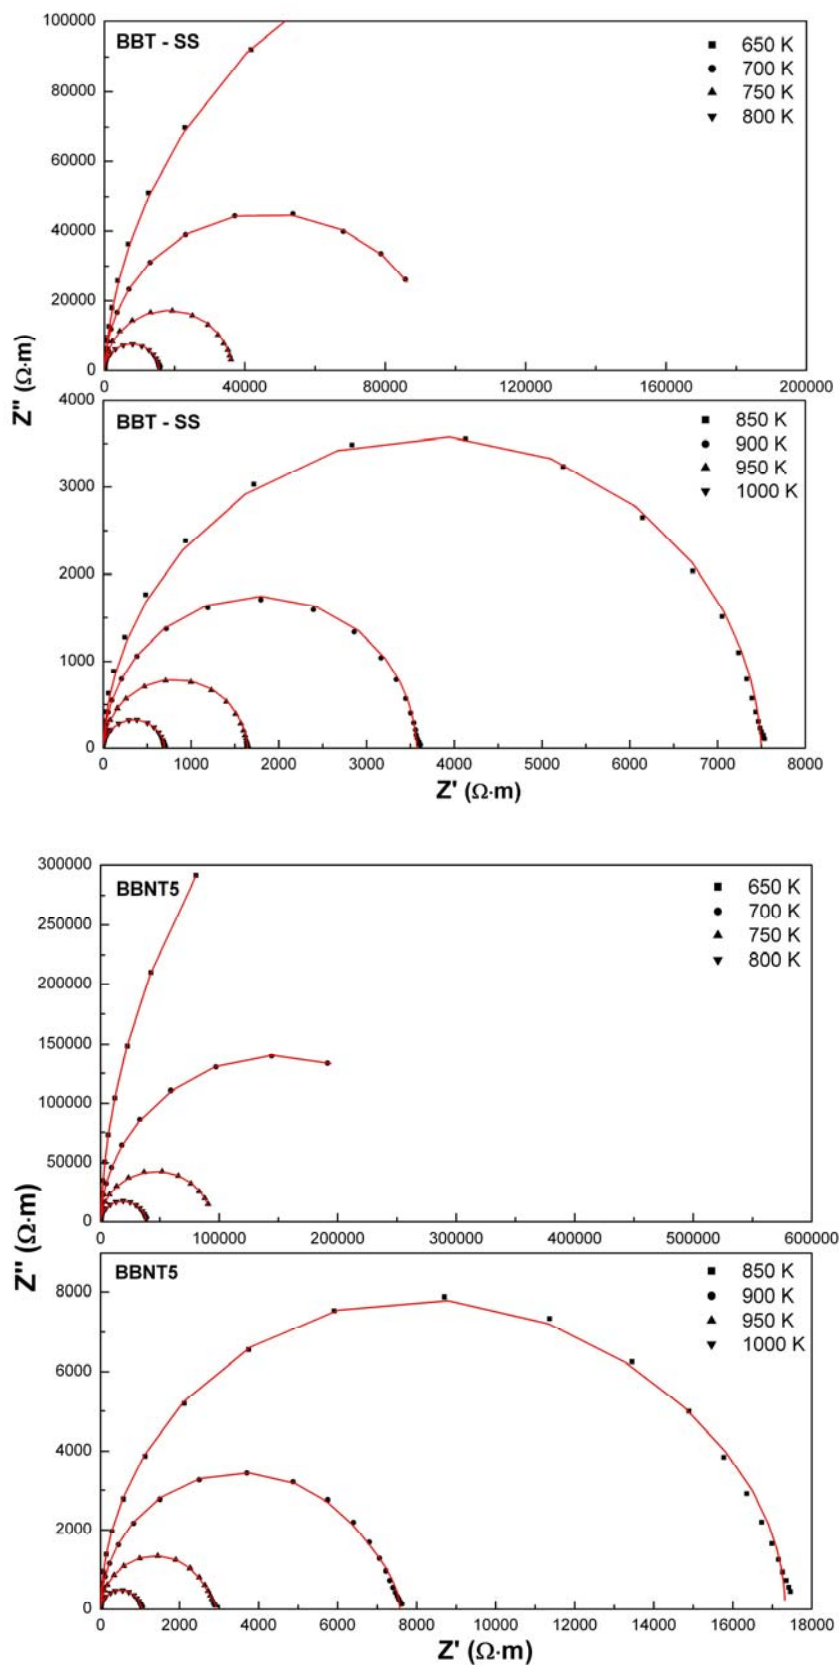 BBT - SS
650 K
700 K
750 K
800 K
100000
80000
60000
40000
20000
0
40000
80000
120000
160000
200000
Z'' (Ω·m)
BBT - SS
850 K
900 K
950 K
1000 K
4000
3000
2000
1000
0
0
1000
2000
3000
4000
5000
6000
7000
8000
Z' (Ω·m)
BBNT5
650 K
700 K
750 K
800 K
300000
250000
200000
150000
100000
50000
0
0
100000
200000
300000
400000
500000
600000
Z'' (Ω·m)
BBNT5
850 K
900 K
950 K
1000 K
8000
6000
4000
2000
0
0
2000
4000
6000
8000
10000
12000
14000
16000
18000
Z' (Ω·m)